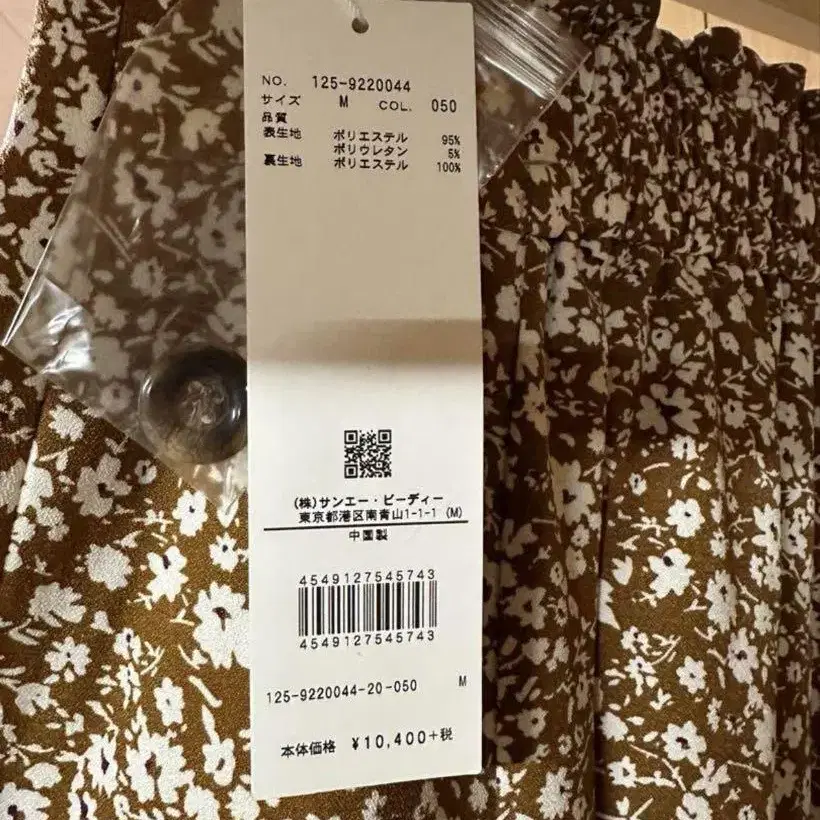 NO. 125-9220044
サイズ M COL. 050
品質
表生地 ポリエステル 95%
ポリウレタン 5%
裏生地 ポリエステル 100%
(株)サンエー・ビーディー
東京都港区南青山1-1-1 (M)
中国製
4549127545743
4549127545743
125-9220044-20-050 M
本体価格 ¥10,400+税